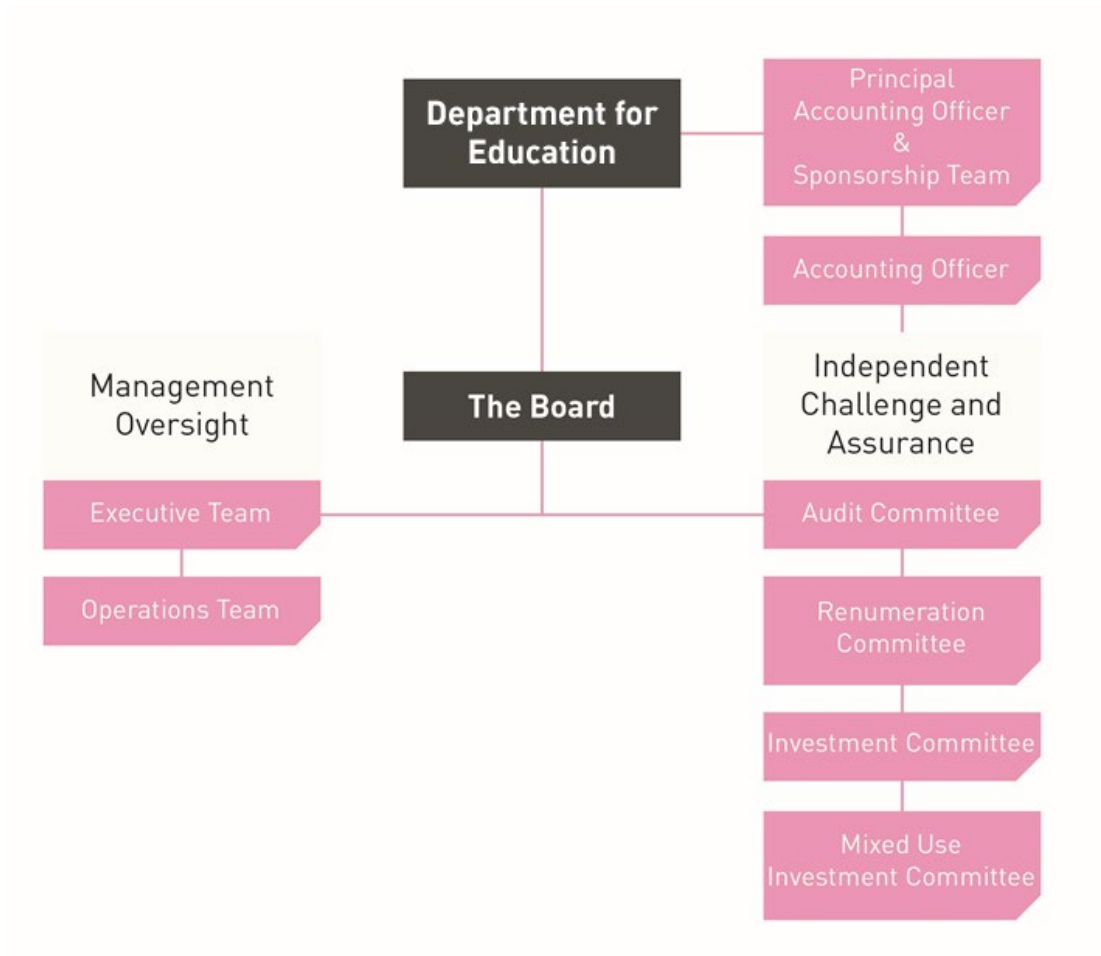 Department for
Education
Principal
Accounting Officer
&
Sponsorship Team
Accounting Officer
Management
Oversight
The Board
Independent
Challenge and
Assurance
Executive Team
Audit Committee
Operations Team
Renumeration
Committee
Investment Committee
Mixed Use
Investment Committee